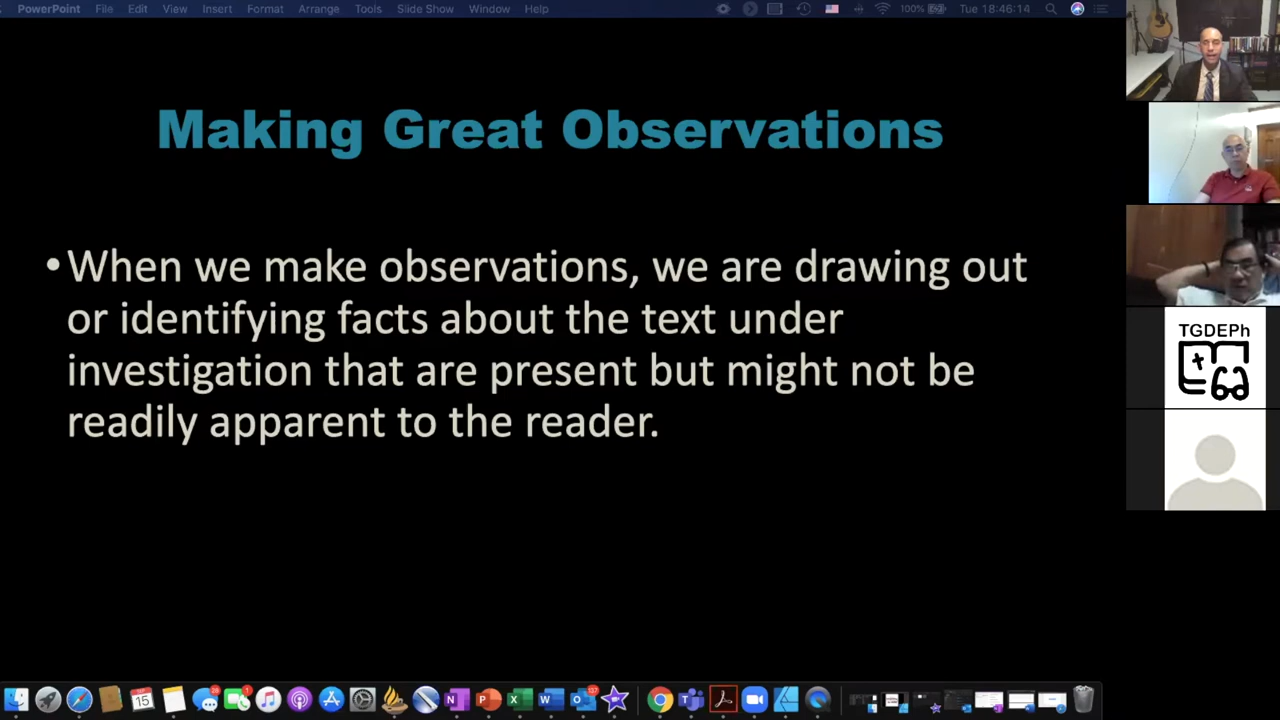 PowerPoint File Edit View Insert Format Arrange Tools Slide Show Window Help 100% Tue 18:46:14
Making Great Observations
•When we make observations, we are drawing out
or identifying facts about the text under
investigation that are present but might not be
readily apparent to the reader.
TGDEPh
15